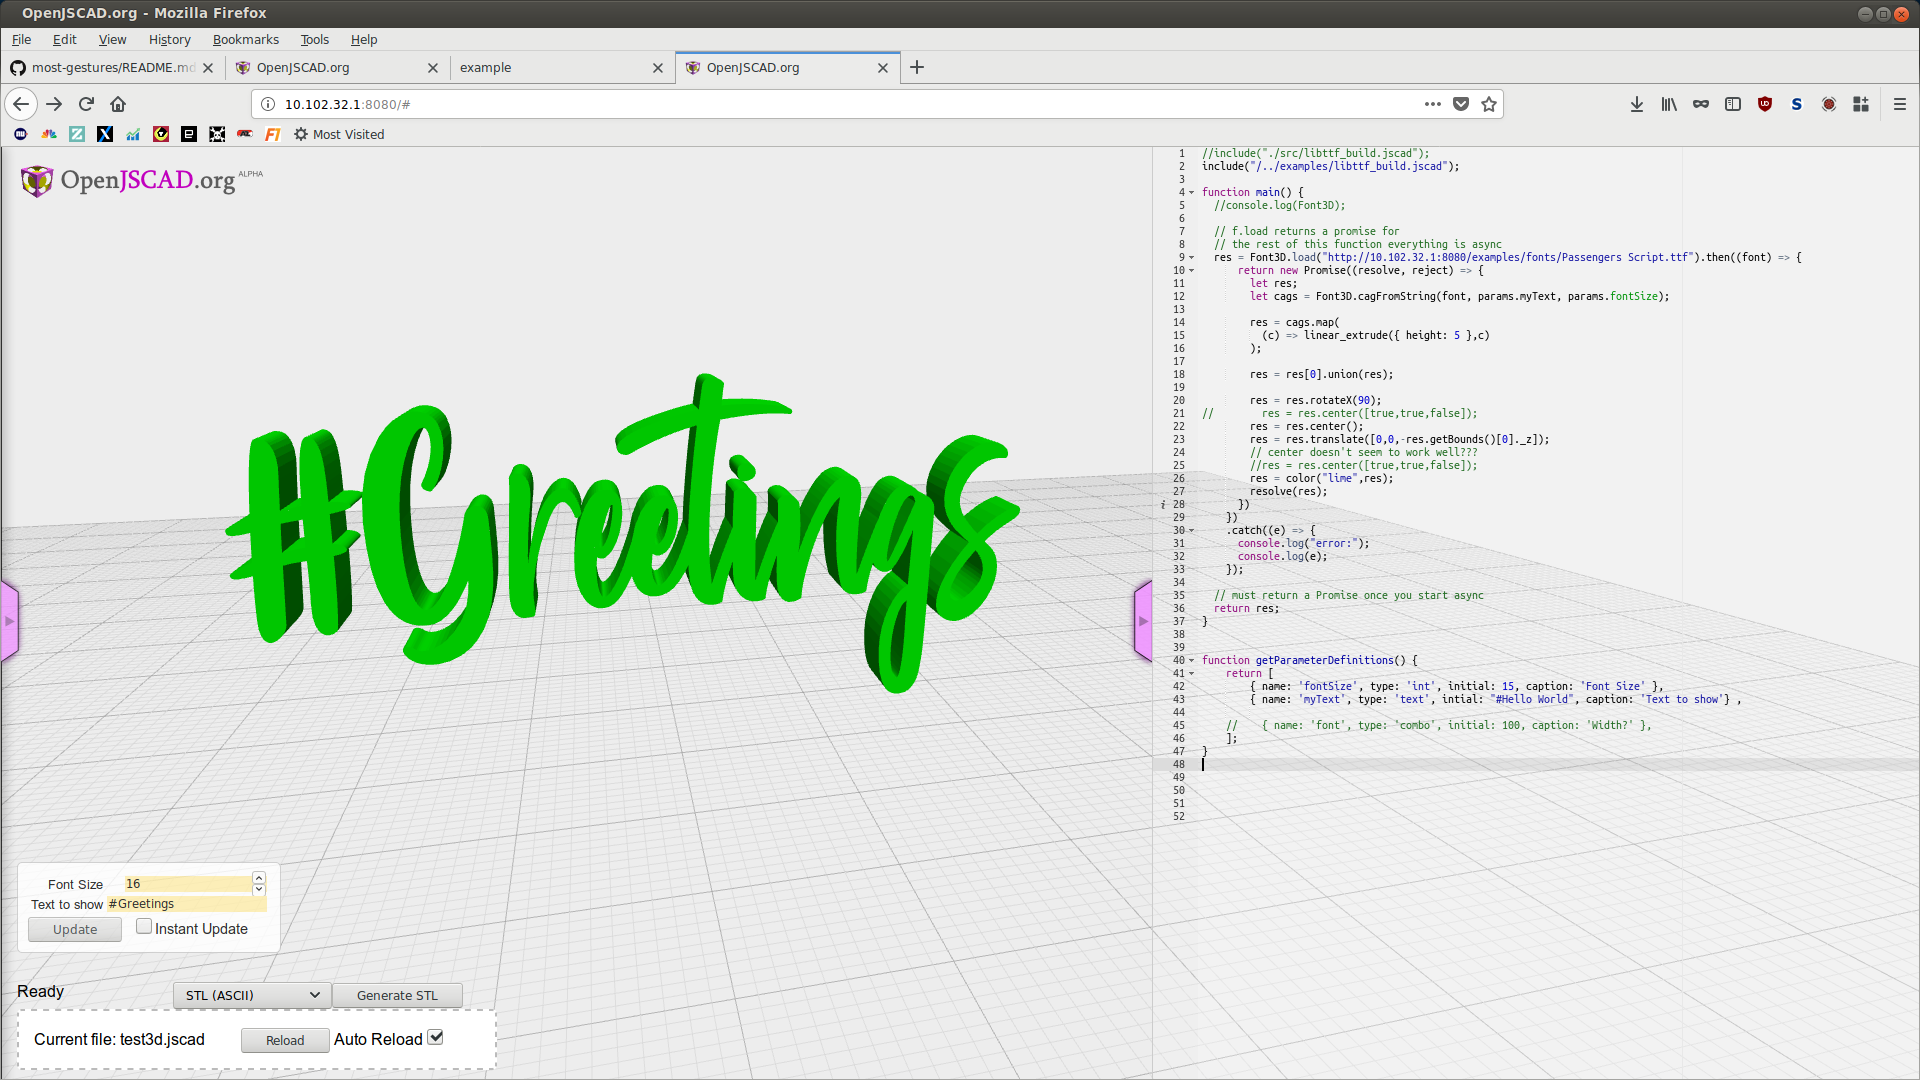 OpenJSCAD.org - Mozilla Firefox
File Edit View History Bookmarks Tools Help
most-gestures/README.md OpenJSCAD.org example OpenJSCAD.org
10.102.32.1:8080/#
Most Visited
OpenJSCAD.org ALPHA
#Greetings
Font Size 16
Text to show #Greetings
Update Instant Update
Ready STL (ASCII) Generate STL
Current file: test3d.jscad Reload Auto Reload
1 //include("./src/libttf_build.jscad");
2 include("/../examples/libttf_build.jscad");
3
4 function main() {
5 //console.log(Font3D);
6
7 // f.load returns a promise for
8 // the rest of this function everything is async
9 res = Font3D.load("http://10.102.32.1:8080/examples/fonts/Passengers Script.ttf").then((font) => {
10 return new Promise((resolve, reject) => {
11 let res;
12 let cags = Font3D.cagFromString(font, params.myText, params.fontSize);
13
14 res = cags.map(
15 (c) => linear_extrude({ height: 5 },c)
16 );
17
18 res = res[0].union(res);
19
20 res = res.rotateX(90);
21 // res = res.center([true,true,false]);
22 res = res.center();
23 res = res.translate([0,0,-res.getBounds()[0]._z]);
24 // center doesn't seem to work well???
25 //res = res.center([true,true,false]);
26 res = color("lime",res);
27 resolve(res);
i 28 })
29 })
30 .catch((e) => {
31 console.log("error:");
32 console.log(e);
33 });
34
35 // must return a Promise once you start async
36 return res;
37 }
38
39
40 function getParameterDefinitions() {
41 return [
42 { name: 'fontSize', type: 'int', initial: 15, caption: 'Font Size' },
43 { name: 'myText', type: 'text', intial: "#Hello World", caption: 'Text to show'} ,
44
45 // { name: 'font', type: 'combo', initial: 100, caption: 'Width?' },
46 ];
47 }
48
49
50
51
52